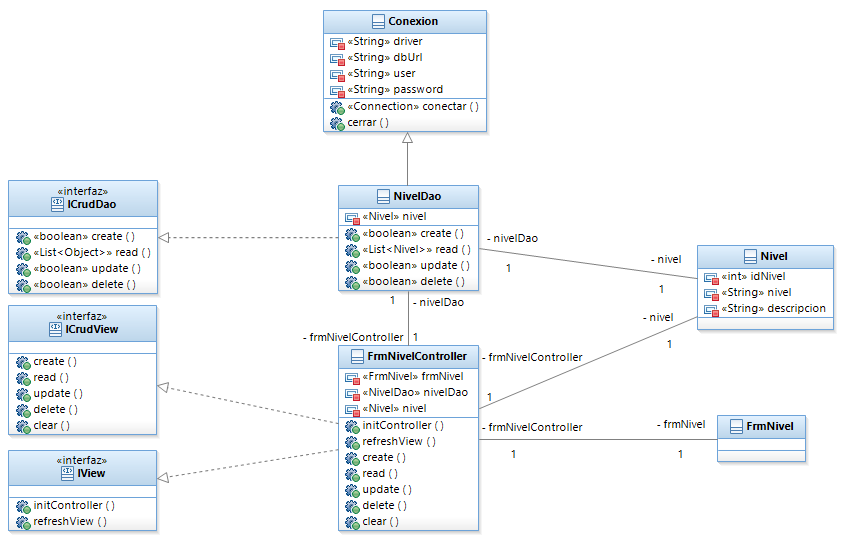 Conexion
«String» driver
«String» dbUrl
«String» user
«String» password
«Connection» conectar ( )
cerrar ( )
«interfaz»
ICrudDao
«boolean» create ( )
«List<Object>» read ( )
«boolean» update ( )
«boolean» delete ( )
NivelDao
«Nivel» nivel
«boolean» create ( )
«List<Nivel>» read ( )
«boolean» update ( )
«boolean» delete ( )
- nivelDao
1
- nivel
1
Nivel
«int» idNivel
«String» nivel
«String» descripcion
1
- nivelDao
- frmNivelController
1
- nivel
1
- frmNivelController
1
«interfaz»
ICrudView
create ( )
read ( )
update ( )
delete ( )
clear ( )
FrmNivelController
«FrmNivel» frmNivel
«NivelDao» nivelDao
«Nivel» nivel
initController ( )
refreshView ( )
create ( )
read ( )
update ( )
delete ( )
clear ( )
- frmNivelController
1
- frmNivel
1
FrmNivel
«interfaz»
IView
initController ( )
refreshView ( )